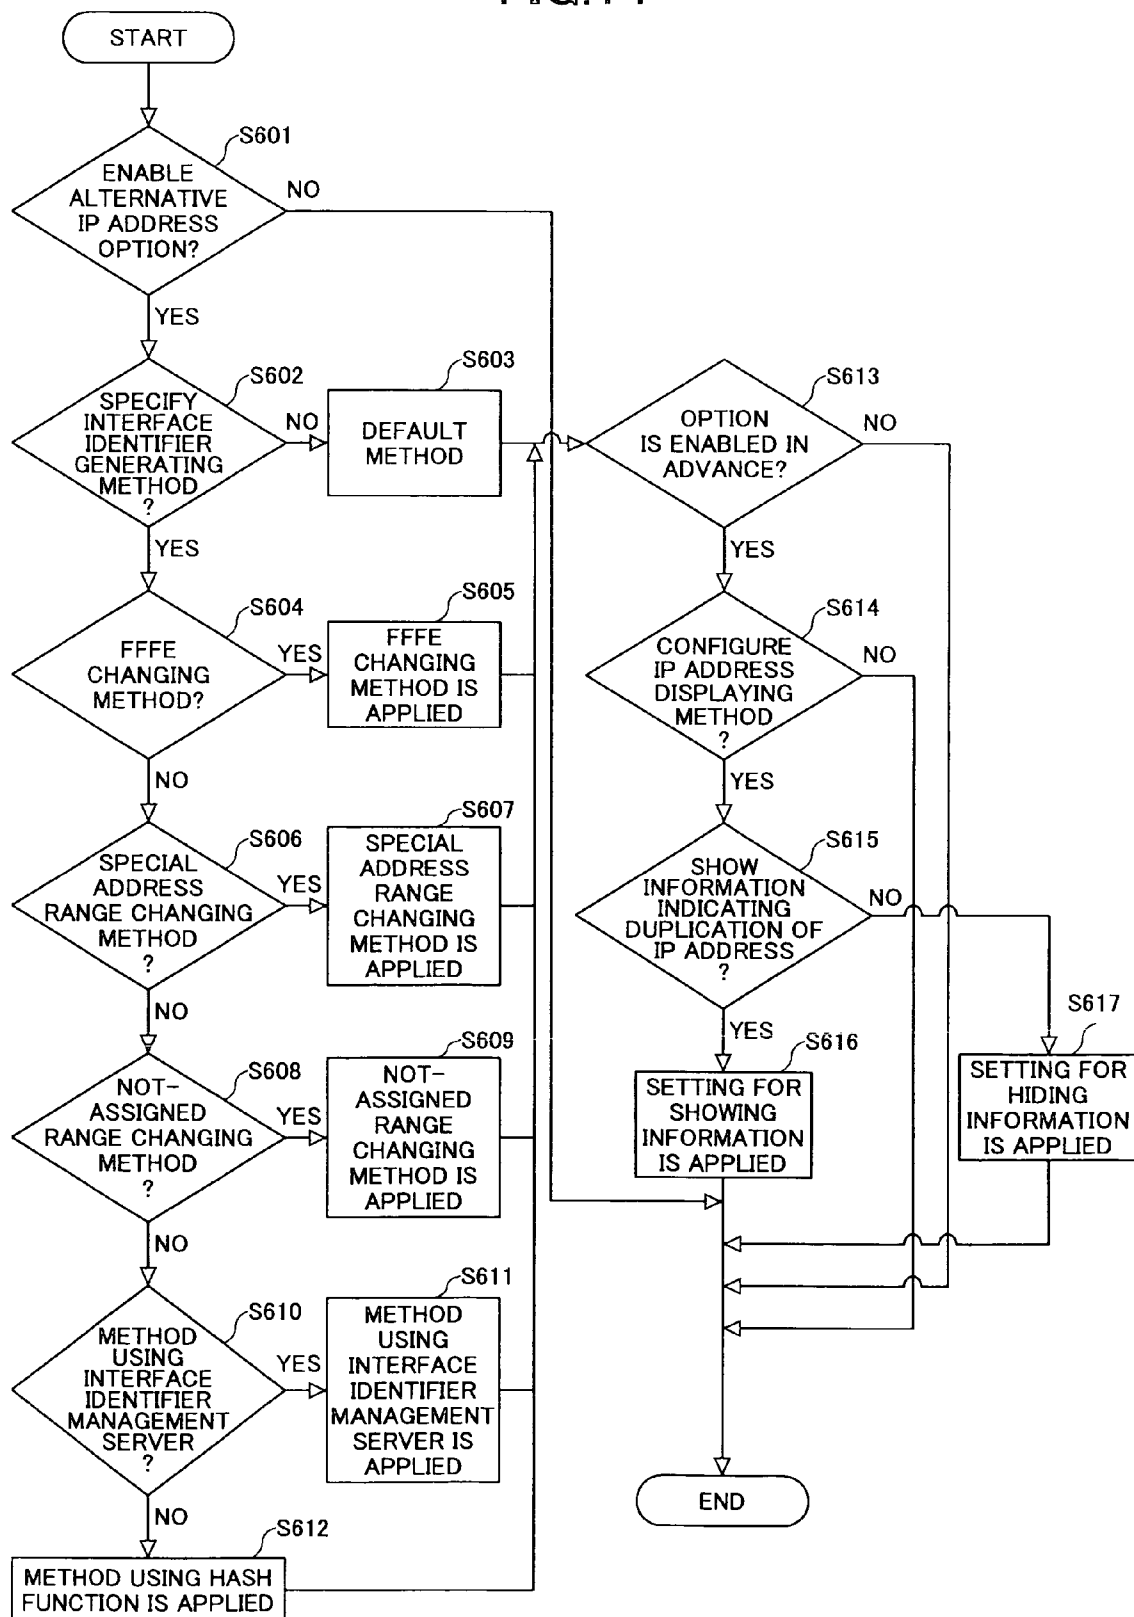 START
S601
ENABLE
ALTERNATIVE
IP ADDRESS
OPTION?
NO
YES
S602
SPECIFY
INTERFACE
IDENTIFIER
GENERATING
METHOD
?
NO
YES
S603
DEFAULT
METHOD
S604
FFFE
CHANGING
METHOD?
YES
NO
S605
FFFE
CHANGING
METHOD IS
APPLIED
S606
SPECIAL
ADDRESS
RANGE CHANGING
METHOD
?
YES
NO
S607
SPECIAL
ADDRESS
RANGE
CHANGING
METHOD IS
APPLIED
S608
NOT-
ASSIGNED
RANGE CHANGING
METHOD
?
YES
NO
S609
NOT-
ASSIGNED
RANGE
CHANGING
METHOD IS
APPLIED
S610
METHOD
USING
INTERFACE
IDENTIFIER
MANAGEMENT
SERVER
?
YES
NO
S611
METHOD
USING
INTERFACE
IDENTIFIER
MANAGEMENT
SERVER IS
APPLIED
S612
METHOD USING HASH
FUNCTION IS APPLIED
S613
OPTION
IS ENABLED IN
ADVANCE?
NO
YES
S614
CONFIGURE
IP ADDRESS
DISPLAYING
METHOD
?
NO
YES
S615
SHOW
INFORMATION
INDICATING
DUPLICATION OF
IP ADDRESS
?
NO
YES
S616
SETTING FOR
SHOWING
INFORMATION
IS APPLIED
S617
SETTING FOR
HIDING
INFORMATION
IS APPLIED
END